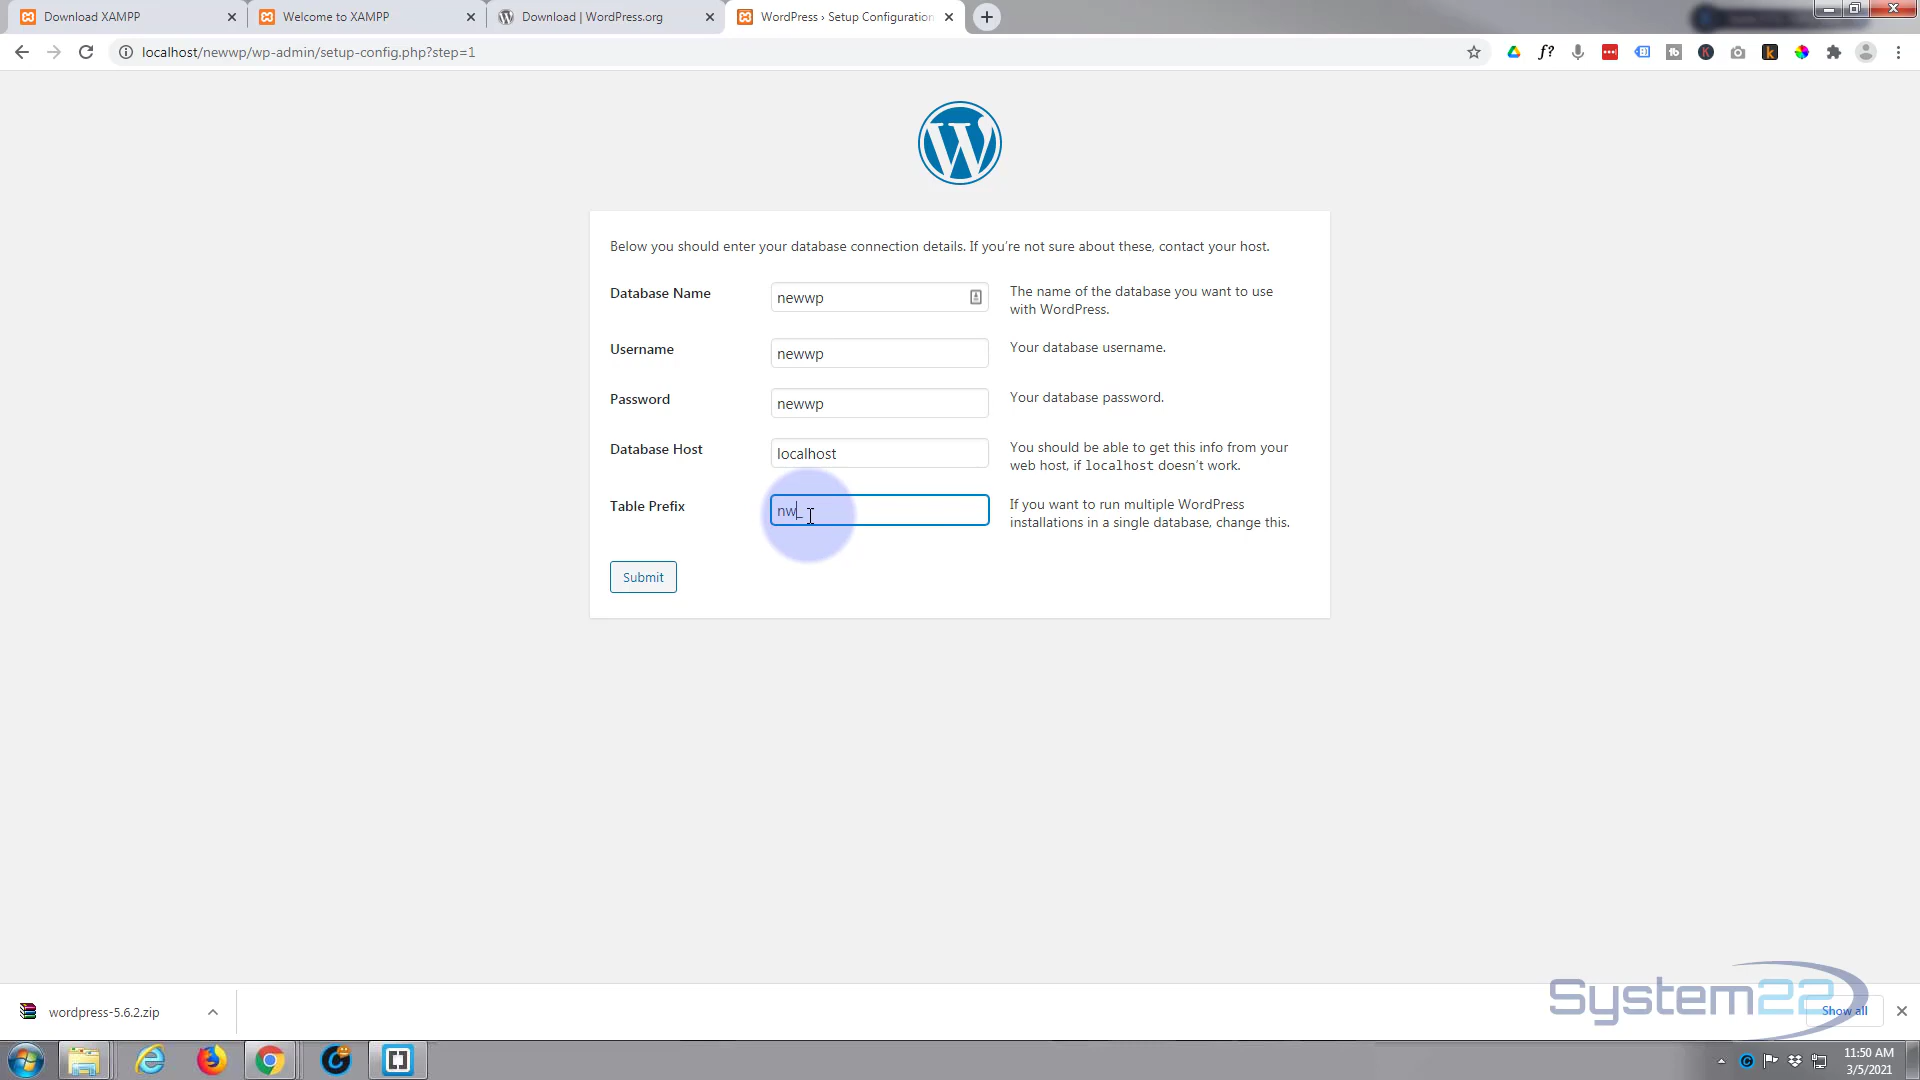 Download XAMPP
Welcome to XAMPP
Download | WordPress.org
WordPress › Setup Configuration
localhost/newwp/wp-admin/setup-config.php?step=1
Below you should enter your database connection details. If you're not sure about these, contact your host.
Database Name
newwp
The name of the database you want to use
with WordPress.
Username
newwp
Your database username.
Password
newwp
Your database password.
Database Host
localhost
You should be able to get this info from your
web host, if localhost doesn't work.
Table Prefix
nw_
If you want to run multiple WordPress
installations in a single database, change this.
Submit
wordpress-5.6.2.zip
System22
Show all
11:50 AM
3/5/2021